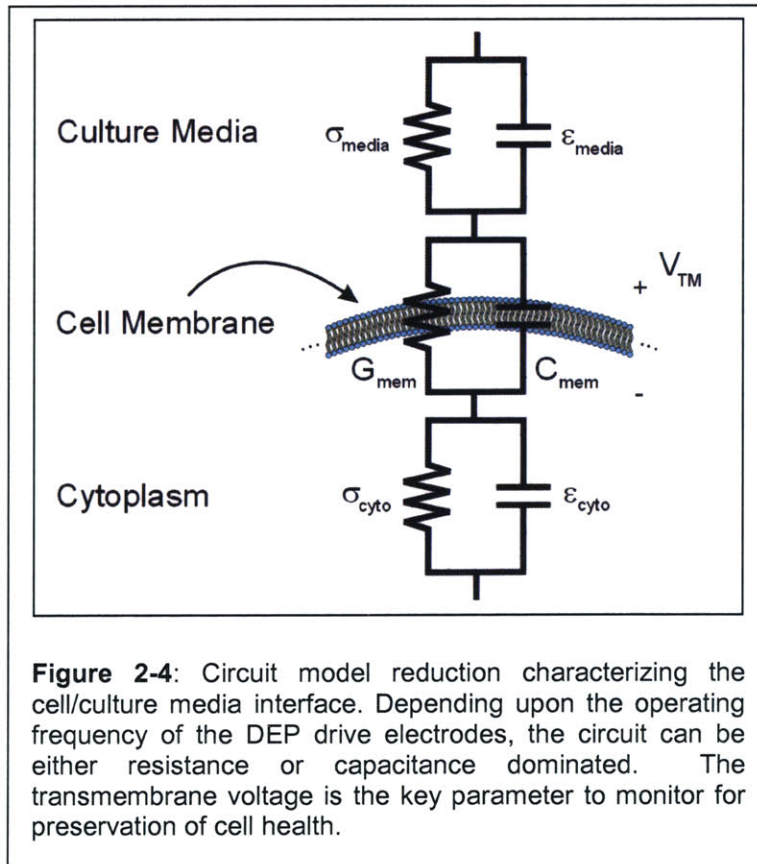 Culture Media
σmedia
εmedia
+ VTM
Cell Membrane
... ...
Gmem
Cmem
-
Cytoplasm
σcyto
εcyto
Figure 2-4: Circuit model reduction characterizing the
cell/culture media interface. Depending upon the operating
frequency of the DEP drive electrodes, the circuit can be
either resistance or capacitance dominated. The
transmembrane voltage is the key parameter to monitor for
preservation of cell health.